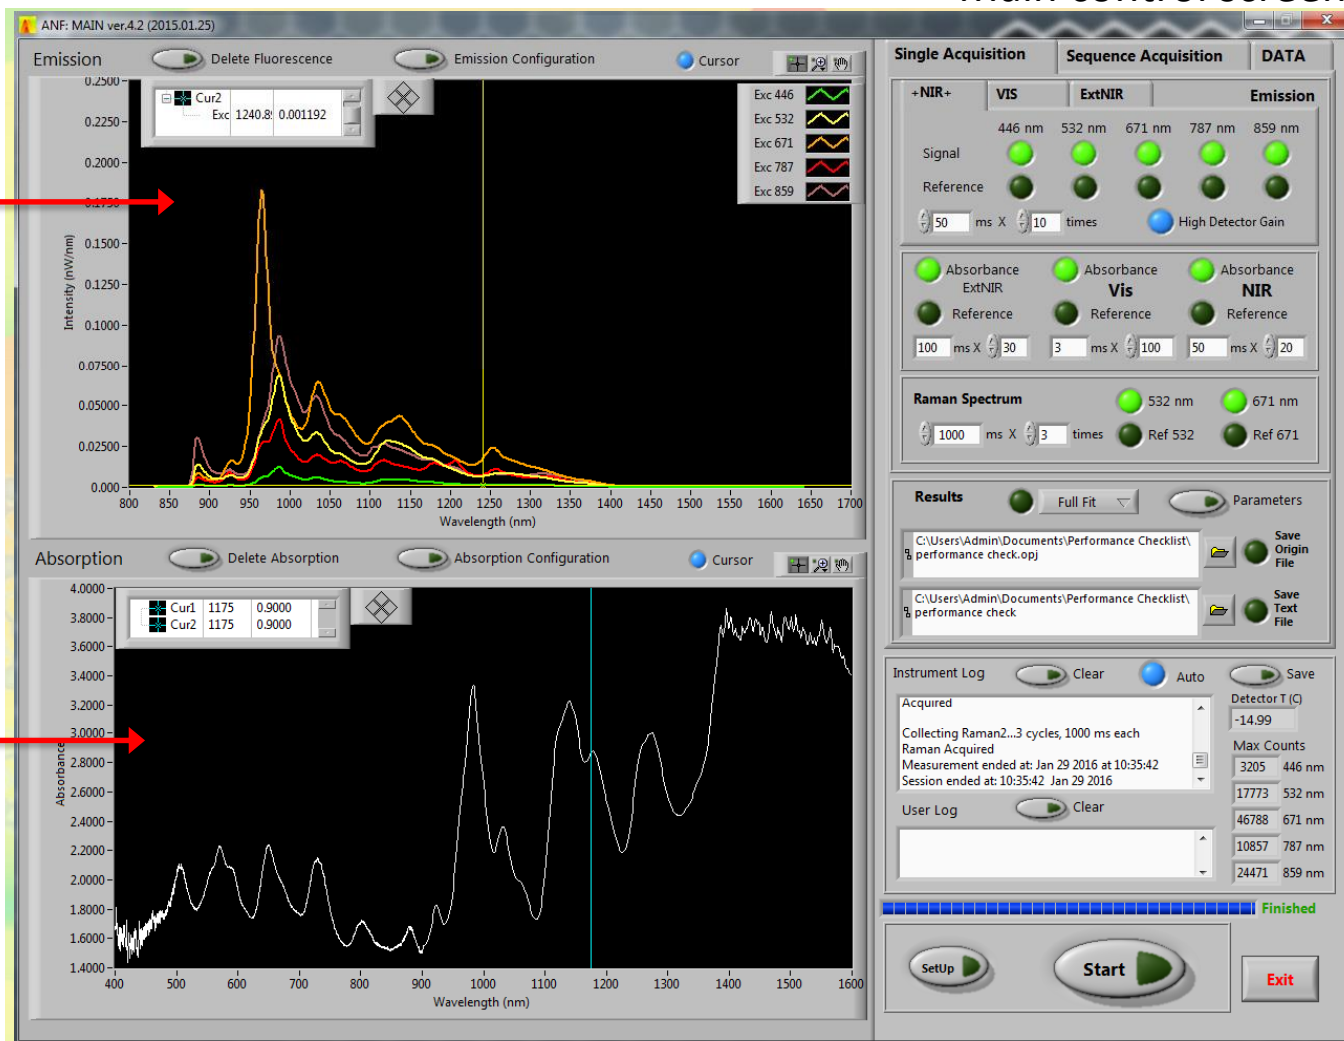 Main control screen
ANF: MAIN ver.4.2 (2015.01.25)
Emission
Delete Fluorescence
Emission Configuration
Cursor
0.2500
0.2250
0.2000
0.1750
0.1500
0.1250
0.1000
0.07500
0.05000
0.02500
0.000
Intensity (nW/nm)
Cur2
Exc 1240.89 0.001192
Exc 446
Exc 532
Exc 671
Exc 787
Exc 859
800 850 900 950 1000 1050 1100 1150 1200 1250 1300 1350 1400 1450 1500 1550 1600 1650 1700
Wavelength (nm)
Absorption
Delete Absorption
Absorption Configuration
Cursor
4.0000
3.8000
3.6000
3.4000
3.2000
3.0000
2.8000
2.6000
2.4000
2.2000
2.0000
1.8000
1.6000
1.4000
Absorbance
Cur1 1175 0.9000
Cur2 1175 0.9000
400 500 600 700 800 900 1000 1100 1200 1300 1400 1500 1600
Wavelength (nm)
Single Acquisition
Sequence Acquisition
DATA
+NIR+
VIS
ExtNIR
Emission
446 nm 532 nm 671 nm 787 nm 859 nm
Signal
Reference
50 ms X 10 times
High Detector Gain
Absorbance ExtNIR
Absorbance Vis
Absorbance NIR
Reference
Reference
Reference
100 ms X 30
3 ms X 100
50 ms X 20
Raman Spectrum
532 nm
671 nm
1000 ms X 3 times
Ref 532
Ref 671
Results
Full Fit
Parameters
C:\Users\Admin\Documents\Performance Checklist\
performance check.opj
Save
Origin
File
C:\Users\Admin\Documents\Performance Checklist\
performance check
Save
Text
File
Instrument Log
Clear
Auto
Save
Acquired
Collecting Raman2...3 cycles, 1000 ms each
Raman Acquired
Measurement ended at: Jan 29 2016 at 10:35:42
Session ended at: 10:35:42 Jan 29 2016
Detector T (C)
-14.99
Max Counts
3205 446 nm
17773 532 nm
46788 671 nm
10857 787 nm
24471 859 nm
User Log
Clear
Finished
SetUp
Start
Exit